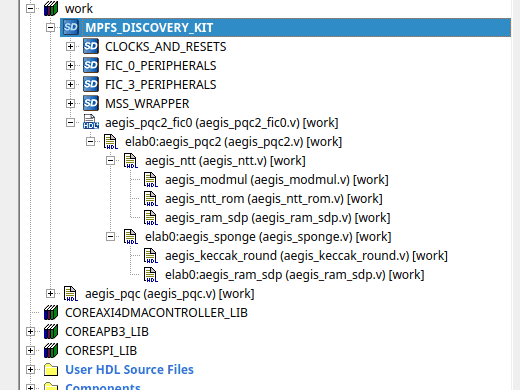 work
MPFS_DISCOVERY_KIT
CLOCKS_AND_RESETS
FIC_0_PERIPHERALS
FIC_3_PERIPHERALS
MSS_WRAPPER
aegis_pqc2_fic0 (aegis_pqc2_fic0.v) [work]
elab0:aegis_pqc2 (aegis_pqc2.v) [work]
aegis_ntt (aegis_ntt.v) [work]
aegis_modmul (aegis_modmul.v) [work]
aegis_ntt_rom (aegis_ntt_rom.v) [work]
aegis_ram_sdp (aegis_ram_sdp.v) [work]
elab0:aegis_sponge (aegis_sponge.v) [work]
aegis_keccak_round (aegis_keccak_round.v) [work]
elab0:aegis_ram_sdp (aegis_ram_sdp.v) [work]
aegis_pqc (aegis_pqc.v) [work]
COREAXI4DMACONTROLLER_LIB
COREAPB3_LIB
CORESPI_LIB
User HDL Source Files
Components